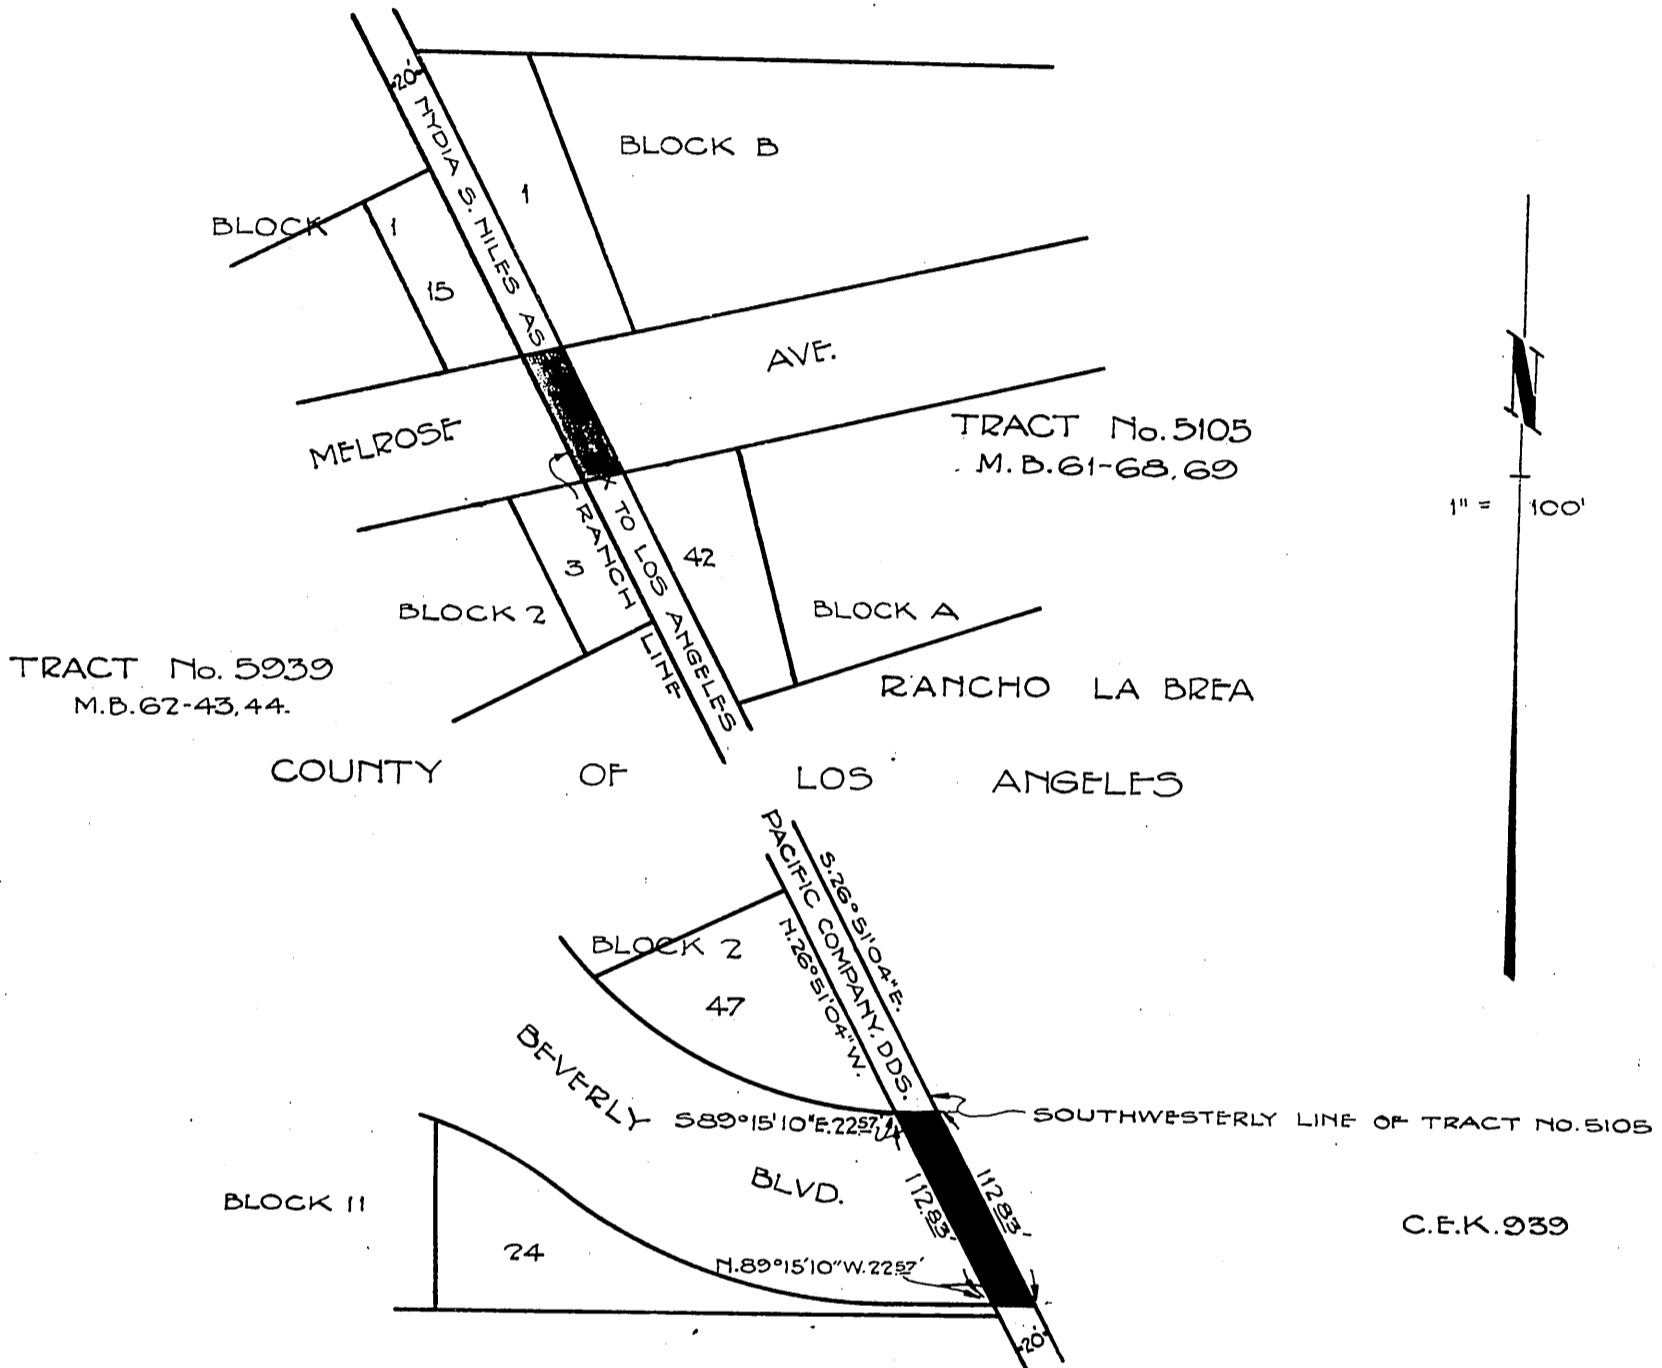 20'
NYDIA S. NILES AS
BLOCK B
1
BLOCK 1
15
AVE.
MELROSE
TRACT No. 5105
M. B. 61-68, 69
1" = 100'
X TO LOS ANGELES
RANCH LINE
3
42
BLOCK 2
BLOCK A
TRACT No. 5939
M.B. 62-43, 44.
RANCHO LA BREA
COUNTY OF LOS ANGELES
PACIFIC COMPANY, DDS.
S. 26° 51' 04" E.
N. 26° 51' 04" W.
BLOCK 2
47
BEVERLY
S 89° 15' 10" E. 22.57'
SOUTHWESTERLY LINE OF TRACT NO. 5105
BLVD.
112.83'
112.83'
BLOCK 11
24
N. 89° 15' 10" W. 22.57'
C.E.K. 939
20'